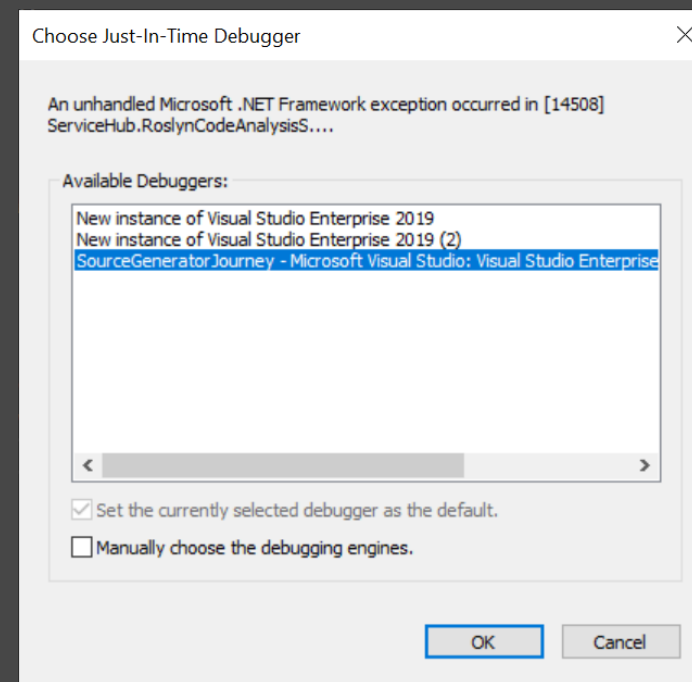 Choose Just-In-Time Debugger
An unhandled Microsoft .NET Framework exception occurred in [14508]
ServiceHub.RoslynCodeAnalysisS....
Available Debuggers:
New instance of Visual Studio Enterprise 2019
New instance of Visual Studio Enterprise 2019 (2)
SourceGeneratorJourney - Microsoft Visual Studio: Visual Studio Enterprise
Set the currently selected debugger as the default.
Manually choose the debugging engines.
OK
Cancel